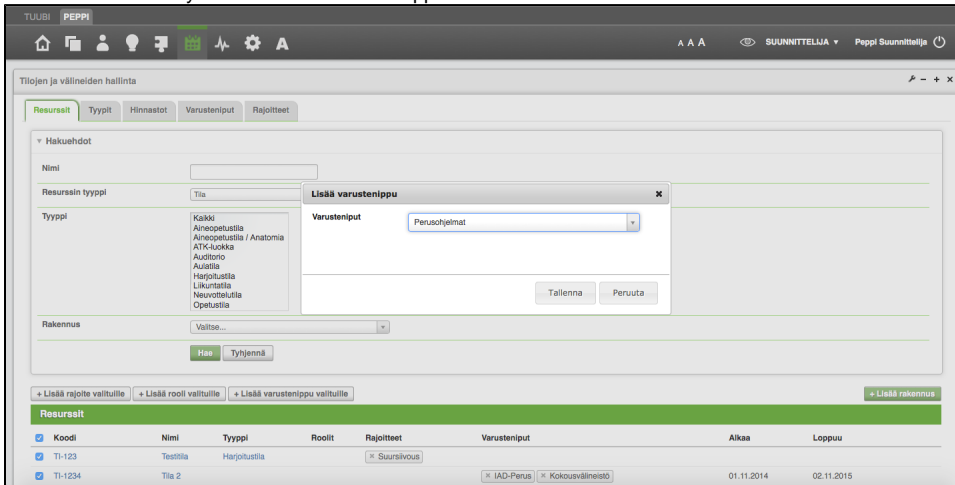 TUUBI PEPPI
A A A SUUNNITTELIJA Peppi Suunnittelija
Tilojen ja välineiden hallinta
Resurssit Tyypit Hinnastot Varusteniput Rajoitteet
Hakuehdot
Nimi
Resurssin tyyppi Tila
Lisää varustenippu
Tyyppi
Kaikki
Aineopetustila
Aineopetustila / Anatomia
ATK-luokka
Auditorio
Aulatila
Harjoitustila
Liikuntatila
Neuvottelutila
Opetustila
Varusteniput Perusohjelmat
Tallenna Peruuta
Rakennus Valitse...
Hae Tyhjennä
+ Lisää rajoite valituille + Lisää rooli valituille + Lisää varustenippu valituille + Lisää rakennus
Resurssit
Koodi Nimi Tyyppi Roolit Rajoitteet Varusteniput Alkaa Loppuu
TI-123 Testitila Harjoitustila × Suursiivous
TI-1234 Tila 2 × IAD-Perus × Kokousvälineistö 01.11.2014 02.11.2015